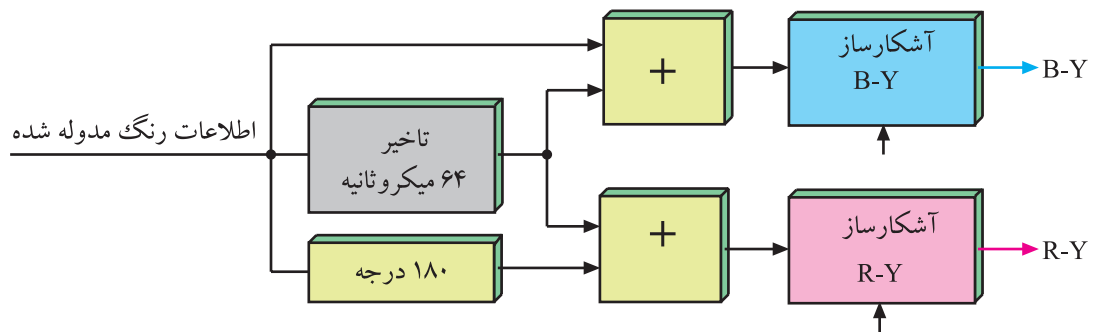 اطلاعات رنگ مدوله شده
تاخیر
۶۴ میکروثانیه
۱۸۰ درجه
+
+
آشکارساز
B-Y
B-Y
آشکارساز
R-Y
R-Y